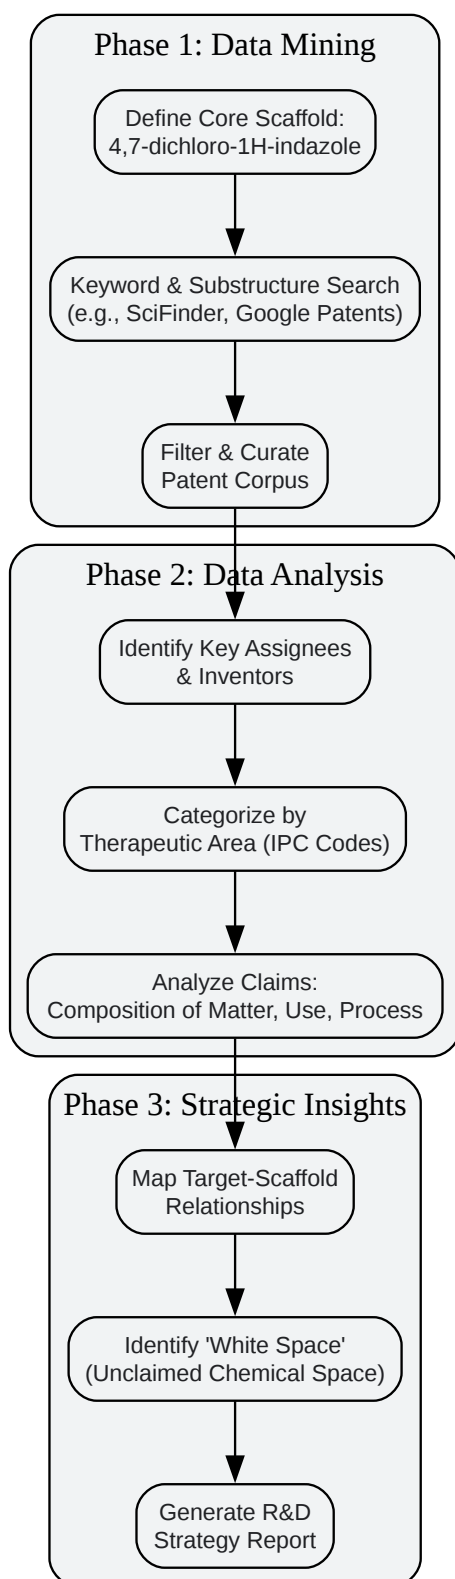 Phase 1: Data Mining
Define Core Scaffold:
4,7-dichloro-1H-indazole
Keyword & Substructure Search
(e.g., SciFinder, Google Patents)
Filter & Curate
Patent Corpus
Phase 2: Data Analysis
Identify Key Assignees
& Inventors
Categorize by
Therapeutic Area (IPC Codes)
Analyze Claims:
Composition of Matter, Use, Process
Phase 3: Strategic Insights
Map Target-Scaffold
Relationships
Identify 'White Space'
(Unclaimed Chemical Space)
Generate R&D
Strategy Report